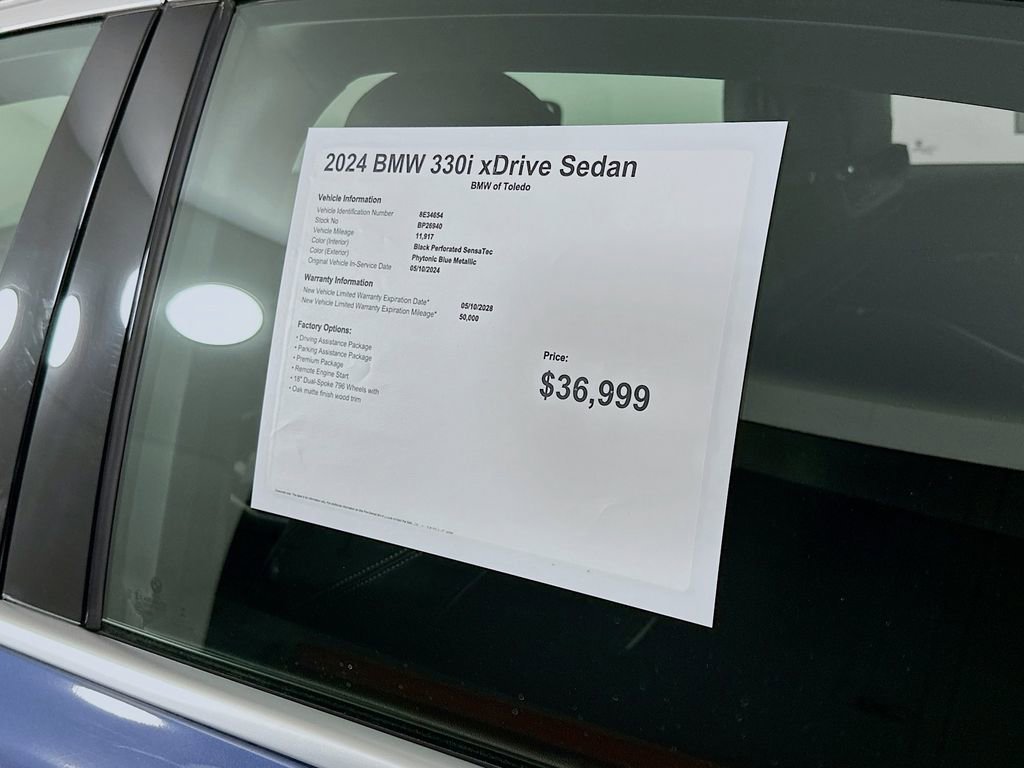 2024 BMW 330i xDrive Sedan
BMW of Toledo
Vehicle Information
Vehicle Identification Number 8E34654
Stock No BP26940
Vehicle Mileage 11,917
Color (Interior) Black Perforated SensaTec
Color (Exterior) Phytonic Blue Metallic
Original Vehicle In-Service Date 05/10/2024
Warranty Information
New Vehicle Limited Warranty Expiration Date* 05/10/2028
New Vehicle Limited Warranty Expiration Mileage* 50,000
Factory Options:
• Driving Assistance Package
• Parking Assistance Package
• Premium Package
• Remote Engine Start
• 18" Dual-Spoke 796 Wheels with
• Oak matte finish wood trim
Price:
$36,999